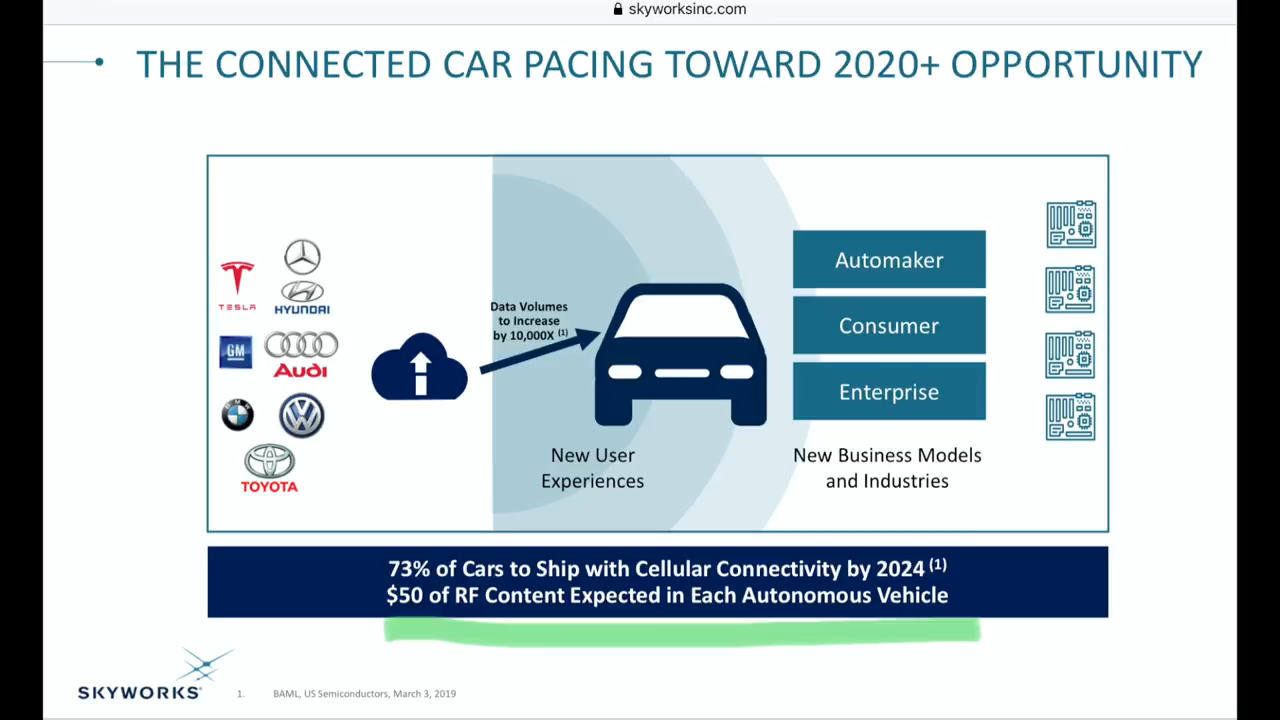 skyworksinc.com
THE CONNECTED CAR PACING TOWARD 2020+ OPPORTUNITY
TESLA
HYUNDAI
GM
Audi
BMW
VW
TOYOTA
Data Volumes
to Increase
by 10,000X (1)
New User
Experiences
Automaker
Consumer
Enterprise
New Business Models
and Industries
73% of Cars to Ship with Cellular Connectivity by 2024 (1)
$50 of RF Content Expected in Each Autonomous Vehicle
SKYWORKS
1. BAML, US Semiconductors, March 3, 2019